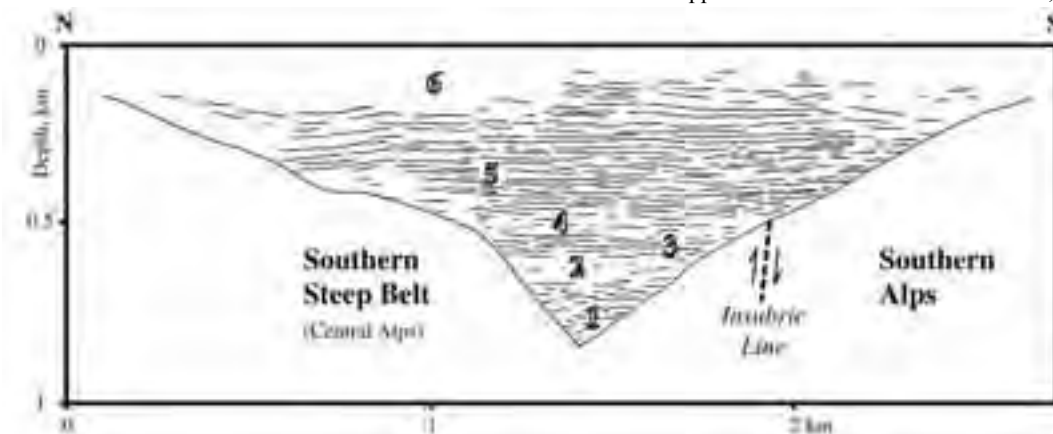 N
0
Depth, km
6
5
0.5
4
3
2
Southern
Steep Belt
(Central Alps)
1
Southern
Alps
Insubric
Line
1
0
1
2 km